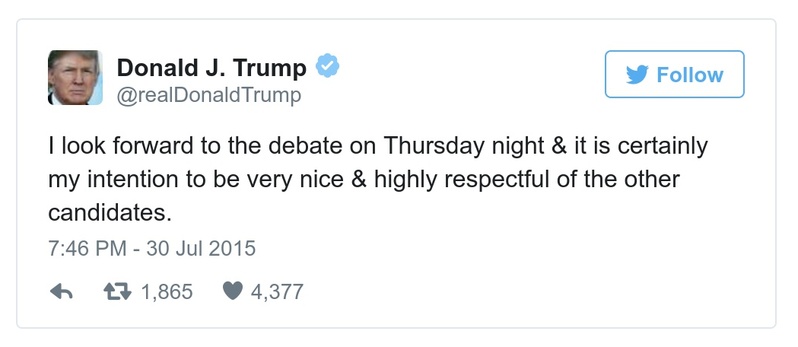 Donald J. Trump
@realDonaldTrump
Follow
I look forward to the debate on Thursday night & it is certainly
my intention to be very nice & highly respectful of the other
candidates.
7:46 PM - 30 Jul 2015
1,865 4,377